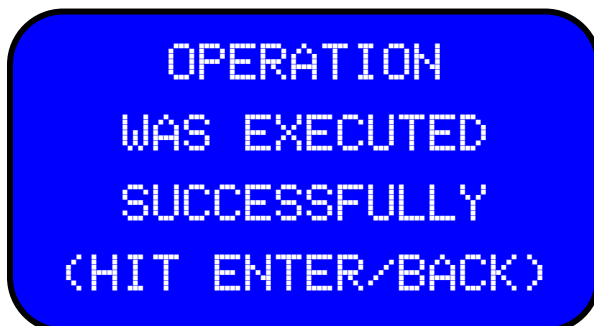 OPERATION
WAS EXECUTED
SUCCESSFULLY
(HIT ENTER/BACK)